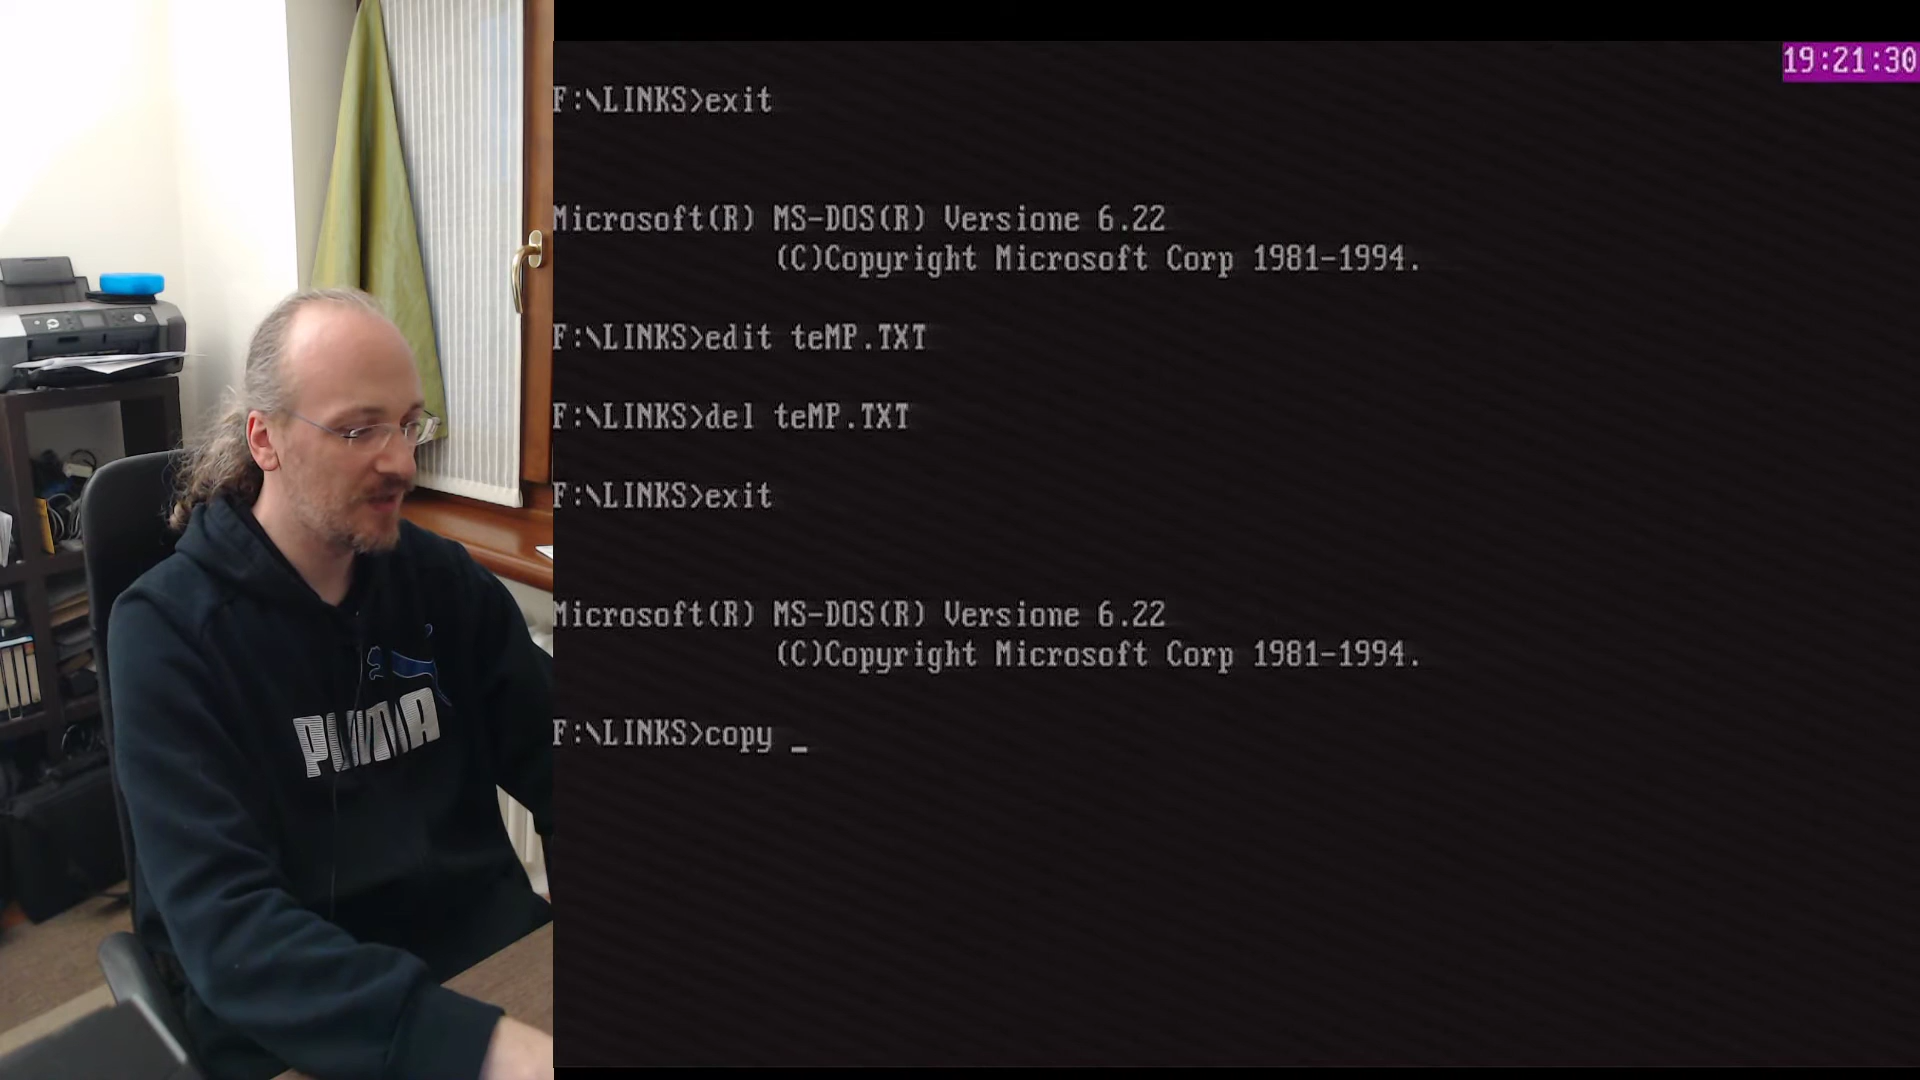 19:21:30
F:\LINKS>exit
Microsoft(R) MS-DOS(R) Versione 6.22
(C)Copyright Microsoft Corp 1981-1994.
F:\LINKS>edit teMP.TXT
F:\LINKS>del teMP.TXT
F:\LINKS>exit
Microsoft(R) MS-DOS(R) Versione 6.22
(C)Copyright Microsoft Corp 1981-1994.
F:\LINKS>copy _
PUMA